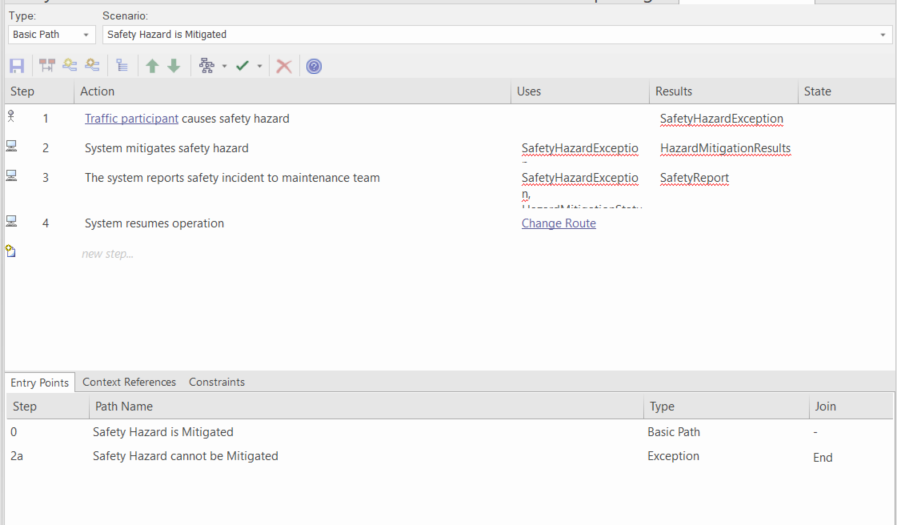 Type:
Scenario:
Basic Path
Safety Hazard is Mitigated
Step
Action
Uses
Results
State
1
Traffic participant causes safety hazard
SafetyHazardException
2
System mitigates safety hazard
SafetyHazardExceptio
HazardMitigationResults
3
The system reports safety incident to maintenance team
SafetyHazardExceptio
n,
SafetyReport
4
System resumes operation
Change Route
new step...
Entry Points
Context References
Constraints
Step
Path Name
Type
Join
0
Safety Hazard is Mitigated
Basic Path
-
2a
Safety Hazard cannot be Mitigated
Exception
End